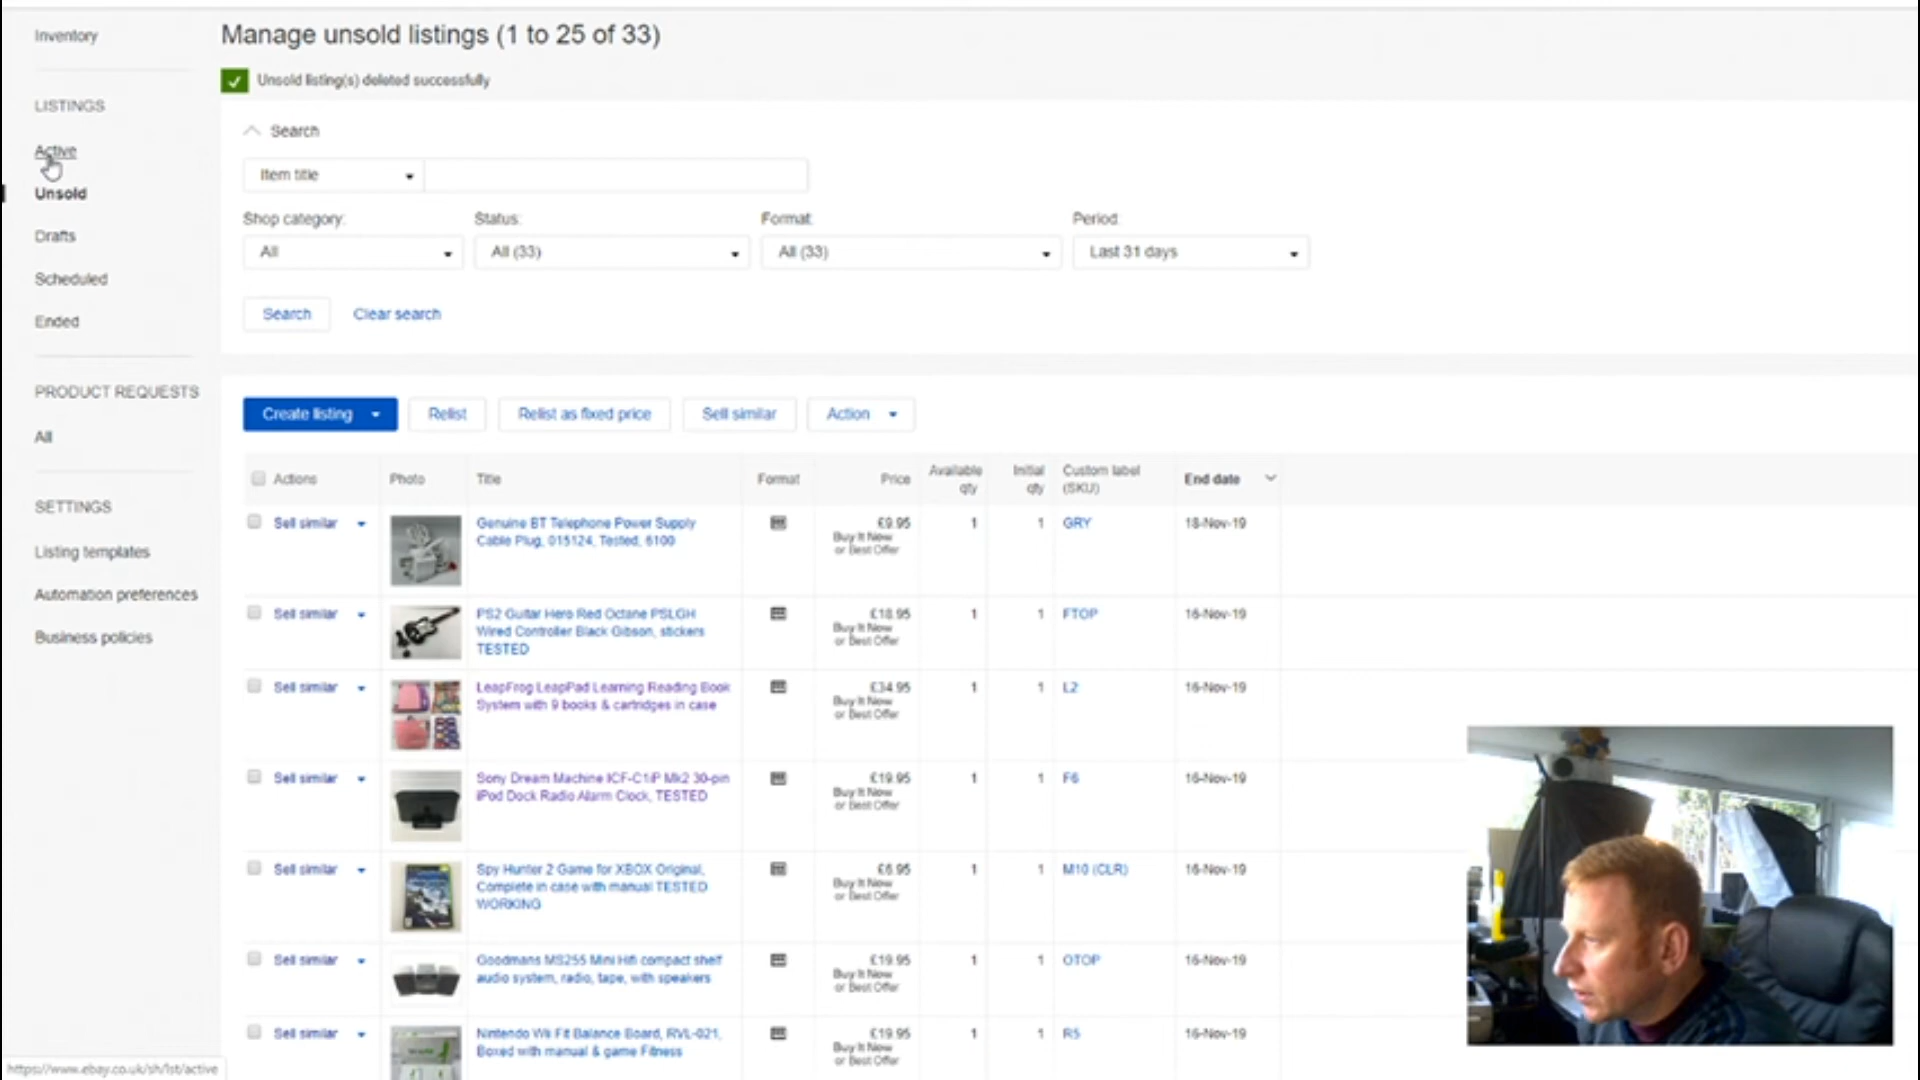 Inventory
LISTINGS
Active
Unsold
Drafts
Scheduled
Ended
PRODUCT REQUESTS
All
SETTINGS
Listing templates
Automation preferences
Business policies
Manage unsold listings (1 to 25 of 33)
Unsold listing(s) deleted successfully
Search
Item title
Shop category: Status: Format: Period:
All All (33) All (33) Last 31 days
Search Clear search
Create listing Relist Relist as fixed price Sell similar Action
Actions Photo Title Format Price Available qty Initial qty Custom label (SKU) End date
Sell similar Genuine BT Telephone Power Supply £9.95 1 1 GRY 18-Nov-19
Cable Plug, 015124, Tested, 6100 Buy It Now
or Best Offer
Sell similar PS2 Guitar Hero Red Octane PSLGH £18.95 1 1 FTOP 16-Nov-19
Wired Controller Black Gibson, stickers Buy It Now
TESTED or Best Offer
Sell similar LeapFrog LeapPad Learning Reading Book £34.95 1 1 L2 16-Nov-19
System with 9 books & cartridges in case Buy It Now
or Best Offer
Sell similar Sony Dream Machine ICF-C1iP Mk2 30-pin £19.95 1 1 F6 16-Nov-19
iPod Dock Radio Alarm Clock, TESTED Buy It Now
or Best Offer
Sell similar Spy Hunter 2 Game for XBOX Original, £6.95 1 1 M10 (CLR) 16-Nov-19
Complete in case with manual TESTED Buy It Now
WORKING or Best Offer
Sell similar Goodmans MS255 Mini Hifi compact shelf £19.95 1 1 OTOP 16-Nov-19
audio system, radio, tape, with speakers Buy It Now
or Best Offer
Sell similar Nintendo Wii Fit Balance Board, RVL-021, £19.95 1 1 R5 16-Nov-19
Boxed with manual & game Fitness Buy It Now
or Best Offer
https://www.ebay.co.uk/sh/lst/active